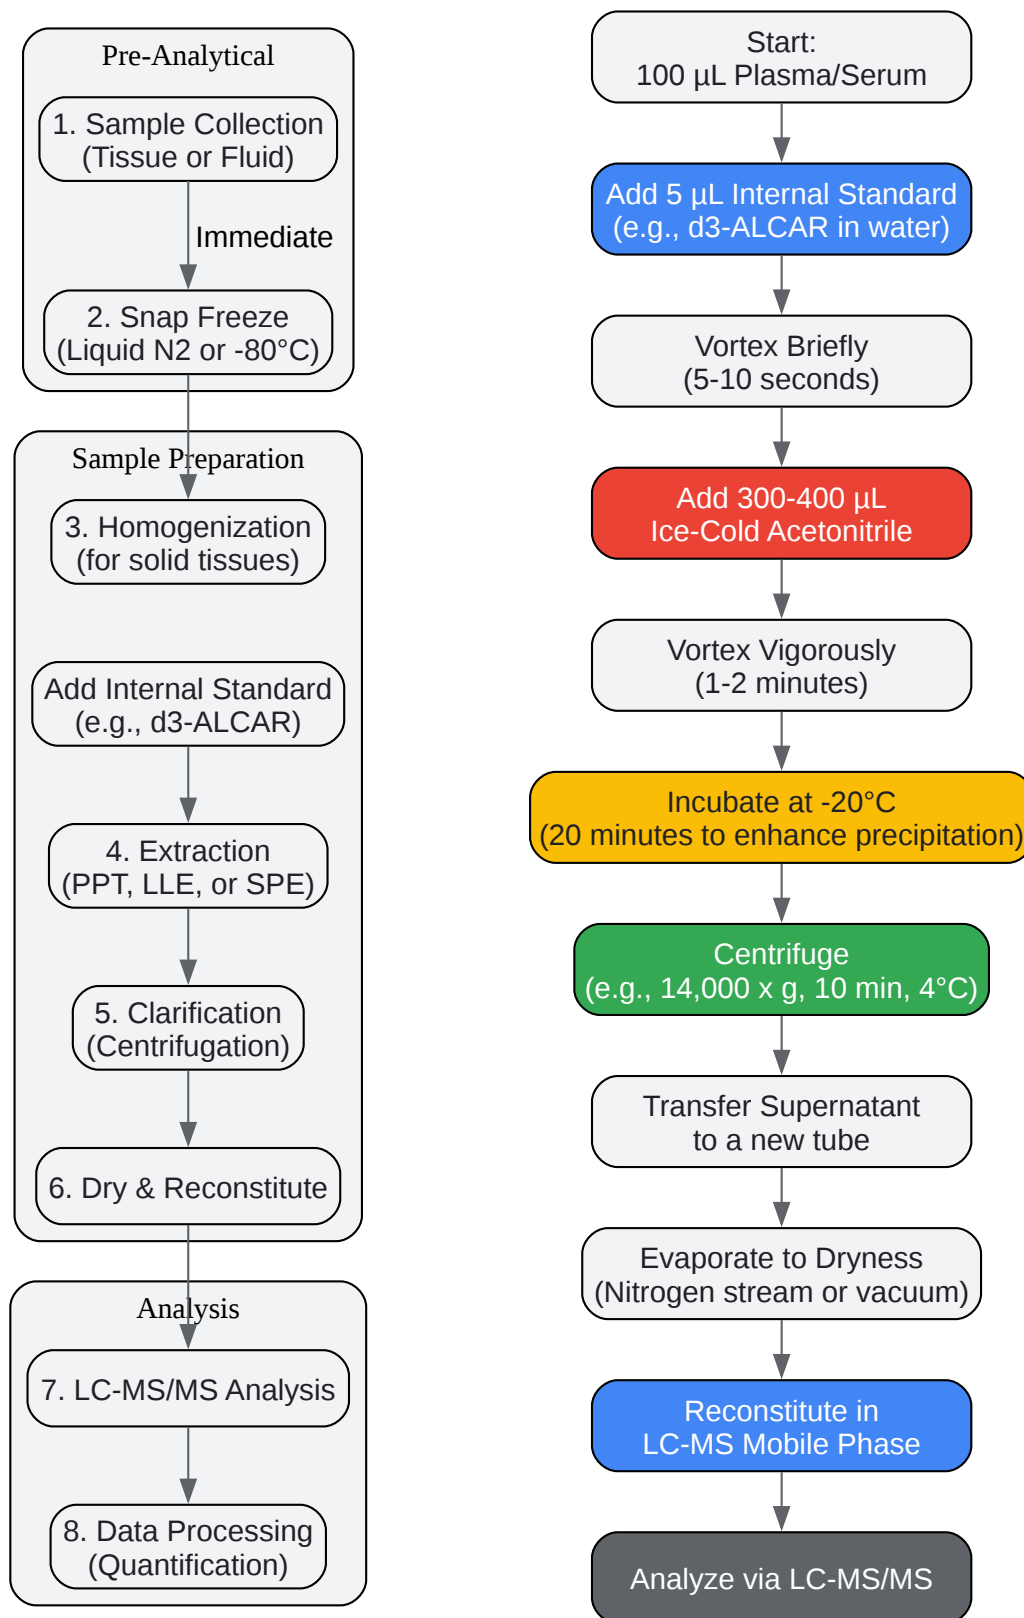 Pre-Analytical
1. Sample Collection
(Tissue or Fluid)
Immediate
2. Snap Freeze
(Liquid N2 or -80°C)
Sample Preparation
3. Homogenization
(for solid tissues)
Add Internal Standard
(e.g., d3-ALCAR)
4. Extraction
(PPT, LLE, or SPE)
5. Clarification
(Centrifugation)
6. Dry & Reconstitute
Analysis
7. LC-MS/MS Analysis
8. Data Processing
(Quantification)
Start:
100 µL Plasma/Serum
Add 5 µL Internal Standard
(e.g., d3-ALCAR in water)
Vortex Briefly
(5-10 seconds)
Add 300-400 µL
Ice-Cold Acetonitrile
Vortex Vigorously
(1-2 minutes)
Incubate at -20°C
(20 minutes to enhance precipitation)
Centrifuge
(e.g., 14,000 x g, 10 min, 4°C)
Transfer Supernatant
to a new tube
Evaporate to Dryness
(Nitrogen stream or vacuum)
Reconstitute in
LC-MS Mobile Phase
Analyze via LC-MS/MS